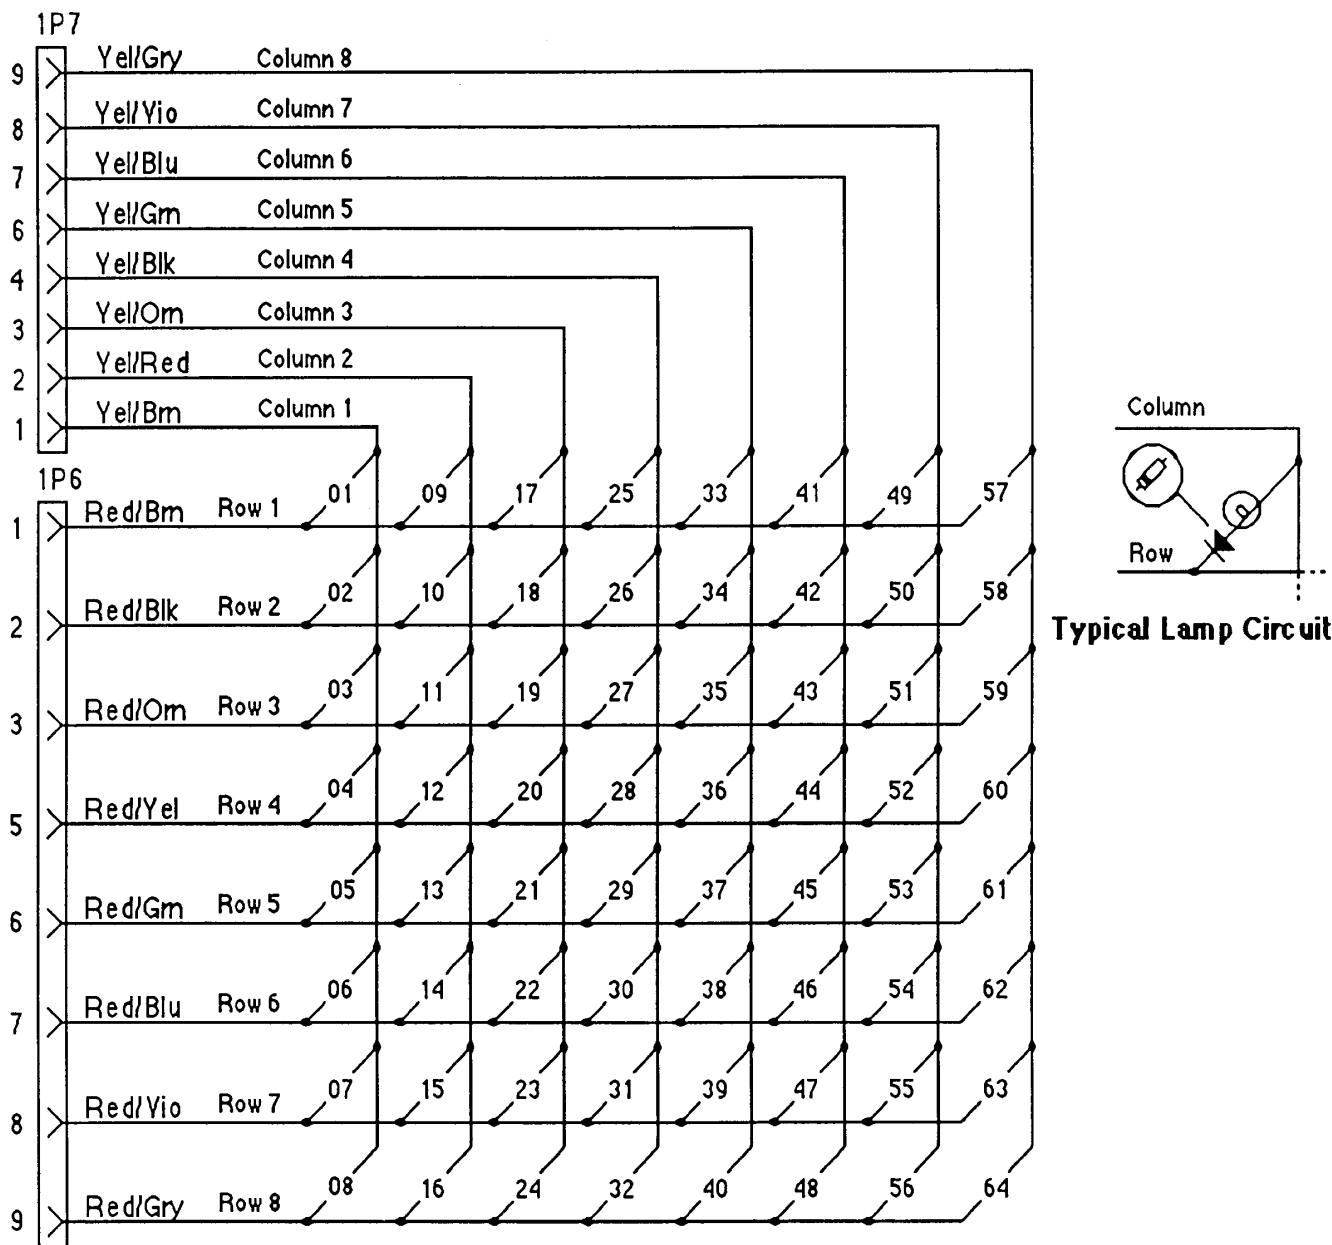 1P7
9 Yel/Gry Column 8
8 Yel/Vio Column 7
7 Yel/Blu Column 6
6 Yel/Grn Column 5
4 Yel/Blk Column 4
3 Yel/Orn Column 3
2 Yel/Red Column 2
1 Yel/Brn Column 1
1P6
1 Red/Brn Row 1 01 09 17 25 33 41 49 57
2 Red/Blk Row 2 02 10 18 26 34 42 50 58
3 Red/Orn Row 3 03 11 19 27 35 43 51 59
5 Red/Yel Row 4 04 12 20 28 36 44 52 60
6 Red/Grn Row 5 05 13 21 29 37 45 53 61
7 Red/Blu Row 6 06 14 22 30 38 46 54 62
8 Red/Vio Row 7 07 15 23 31 39 47 55 63
9 Red/Gry Row 8 08 16 24 32 40 48 56 64
Column
Row
Typical Lamp Circuit